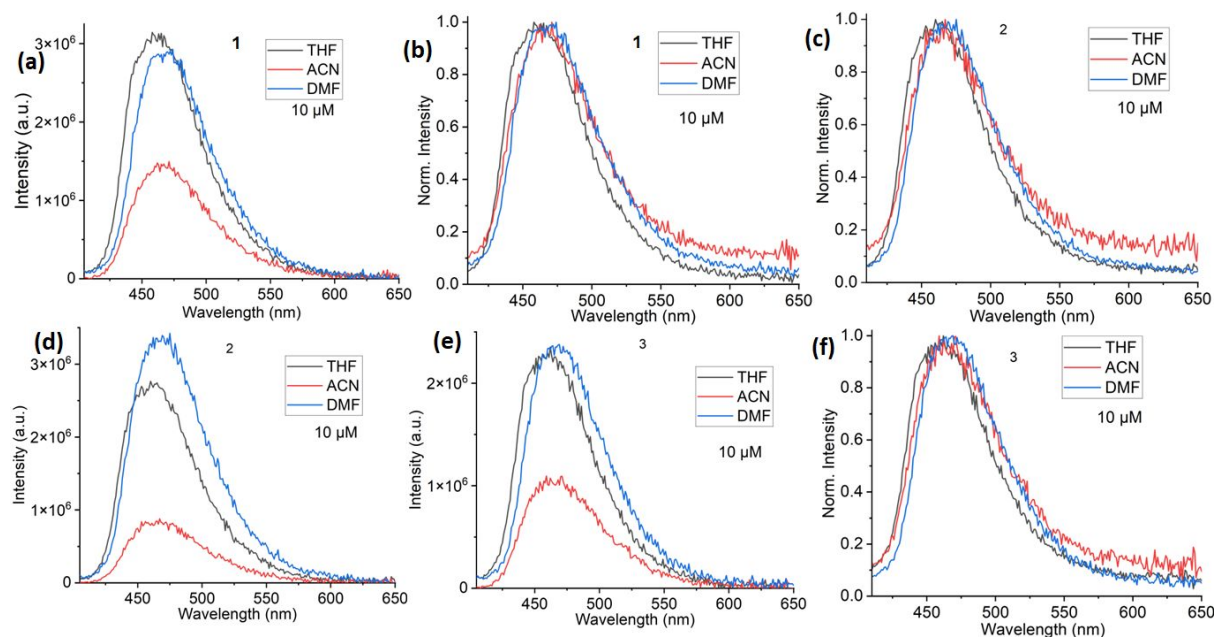 (a)
1
THF
ACN
DMF
10 µM
Intensity (a.u.)
3×10⁶
2×10⁶
1×10⁶
0
450 500 550 600 650
Wavelength (nm)
(b)
1
THF
ACN
DMF
10 µM
Norm. Intensity
1.0
0.8
0.6
0.4
0.2
0.0
450 500 550 600 650
Wavelength (nm)
(c)
2
THF
ACN
DMF
10 µM
Norm. Intensity
1.0
0.8
0.6
0.4
0.2
0.0
450 500 550 600 650
Wavelength (nm)
(d)
2
THF
ACN
DMF
10 µM
Intensity (a.u.)
3×10⁶
2×10⁶
1×10⁶
0
450 500 550 600 650
Wavelength (nm)
(e)
3
THF
ACN
DMF
10 µM
Intensity (a.u.)
2×10⁶
1×10⁶
0
450 500 550 600 650
Wavelength (nm)
(f)
3
THF
ACN
DMF
10 µM
Norm. Intensity
1.0
0.8
0.6
0.4
0.2
0.0
450 500 550 600 650
Wavelength (nm)